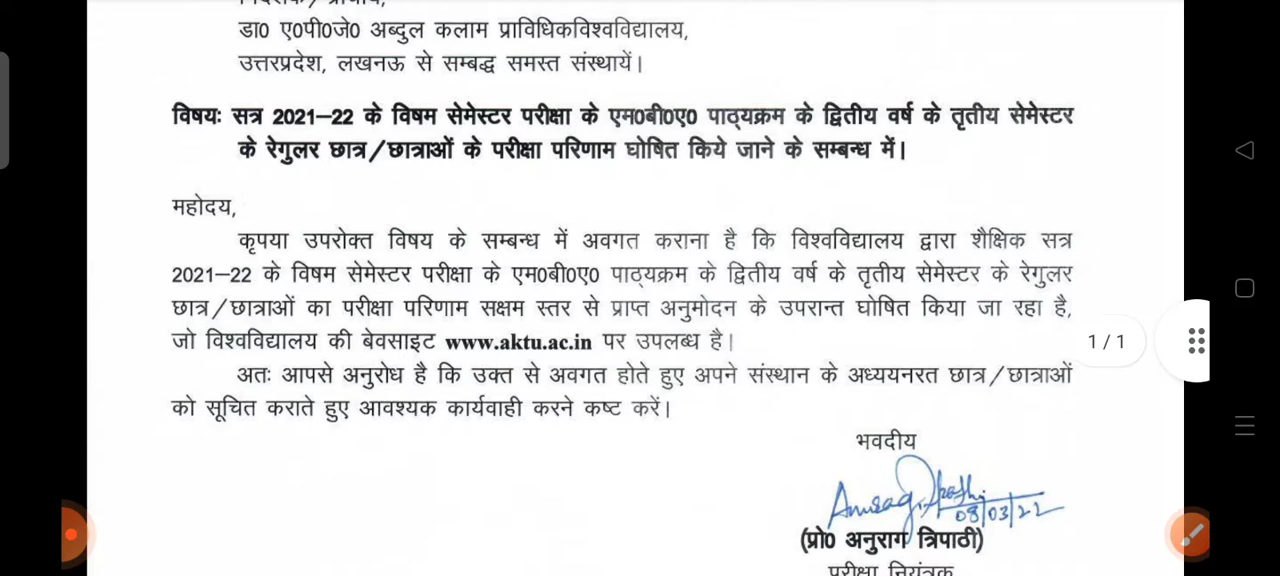 डा0 ए0पी0जे0 अब्दुल कलाम प्राविधिकविश्वविद्यालय,
उत्तरप्रदेश, लखनऊ से सम्बद्ध समस्त संस्थायें।
विषयः सत्र 2021–22 के विषम सेमेस्टर परीक्षा के एम0बी0ए0 पाठ्यक्रम के द्वितीय वर्ष के तृतीय सेमेस्टर
के रेगुलर छात्र/छात्राओं के परीक्षा परिणाम घोषित किये जाने के सम्बन्ध में।
महोदय,
कृपया उपरोक्त विषय के सम्बन्ध में अवगत कराना है कि विश्वविद्यालय द्वारा शैक्षिक सत्र
2021–22 के विषम सेमेस्टर परीक्षा के एम0बी0ए0 पाठ्यक्रम के द्वितीय वर्ष के तृतीय सेमेस्टर के रेगुलर
छात्र/छात्राओं का परीक्षा परिणाम सक्षम स्तर से प्राप्त अनुमोदन के उपरान्त घोषित किया जा रहा है,
जो विश्वविद्यालय की बेवसाइट www.aktu.ac.in पर उपलब्ध है।
1/1
अतः आपसे अनुरोध है कि उक्त से अवगत होते हुए अपने संस्थान के अध्ययनरत छात्र/छात्राओं
को सूचित कराते हुए आवश्यक कार्यवाही करने कष्ट करें।
भवदीय
Anurag Tripathi
08/03/22
(प्रो0 अनुराग त्रिपाठी)
परीक्षा नियंत्रक